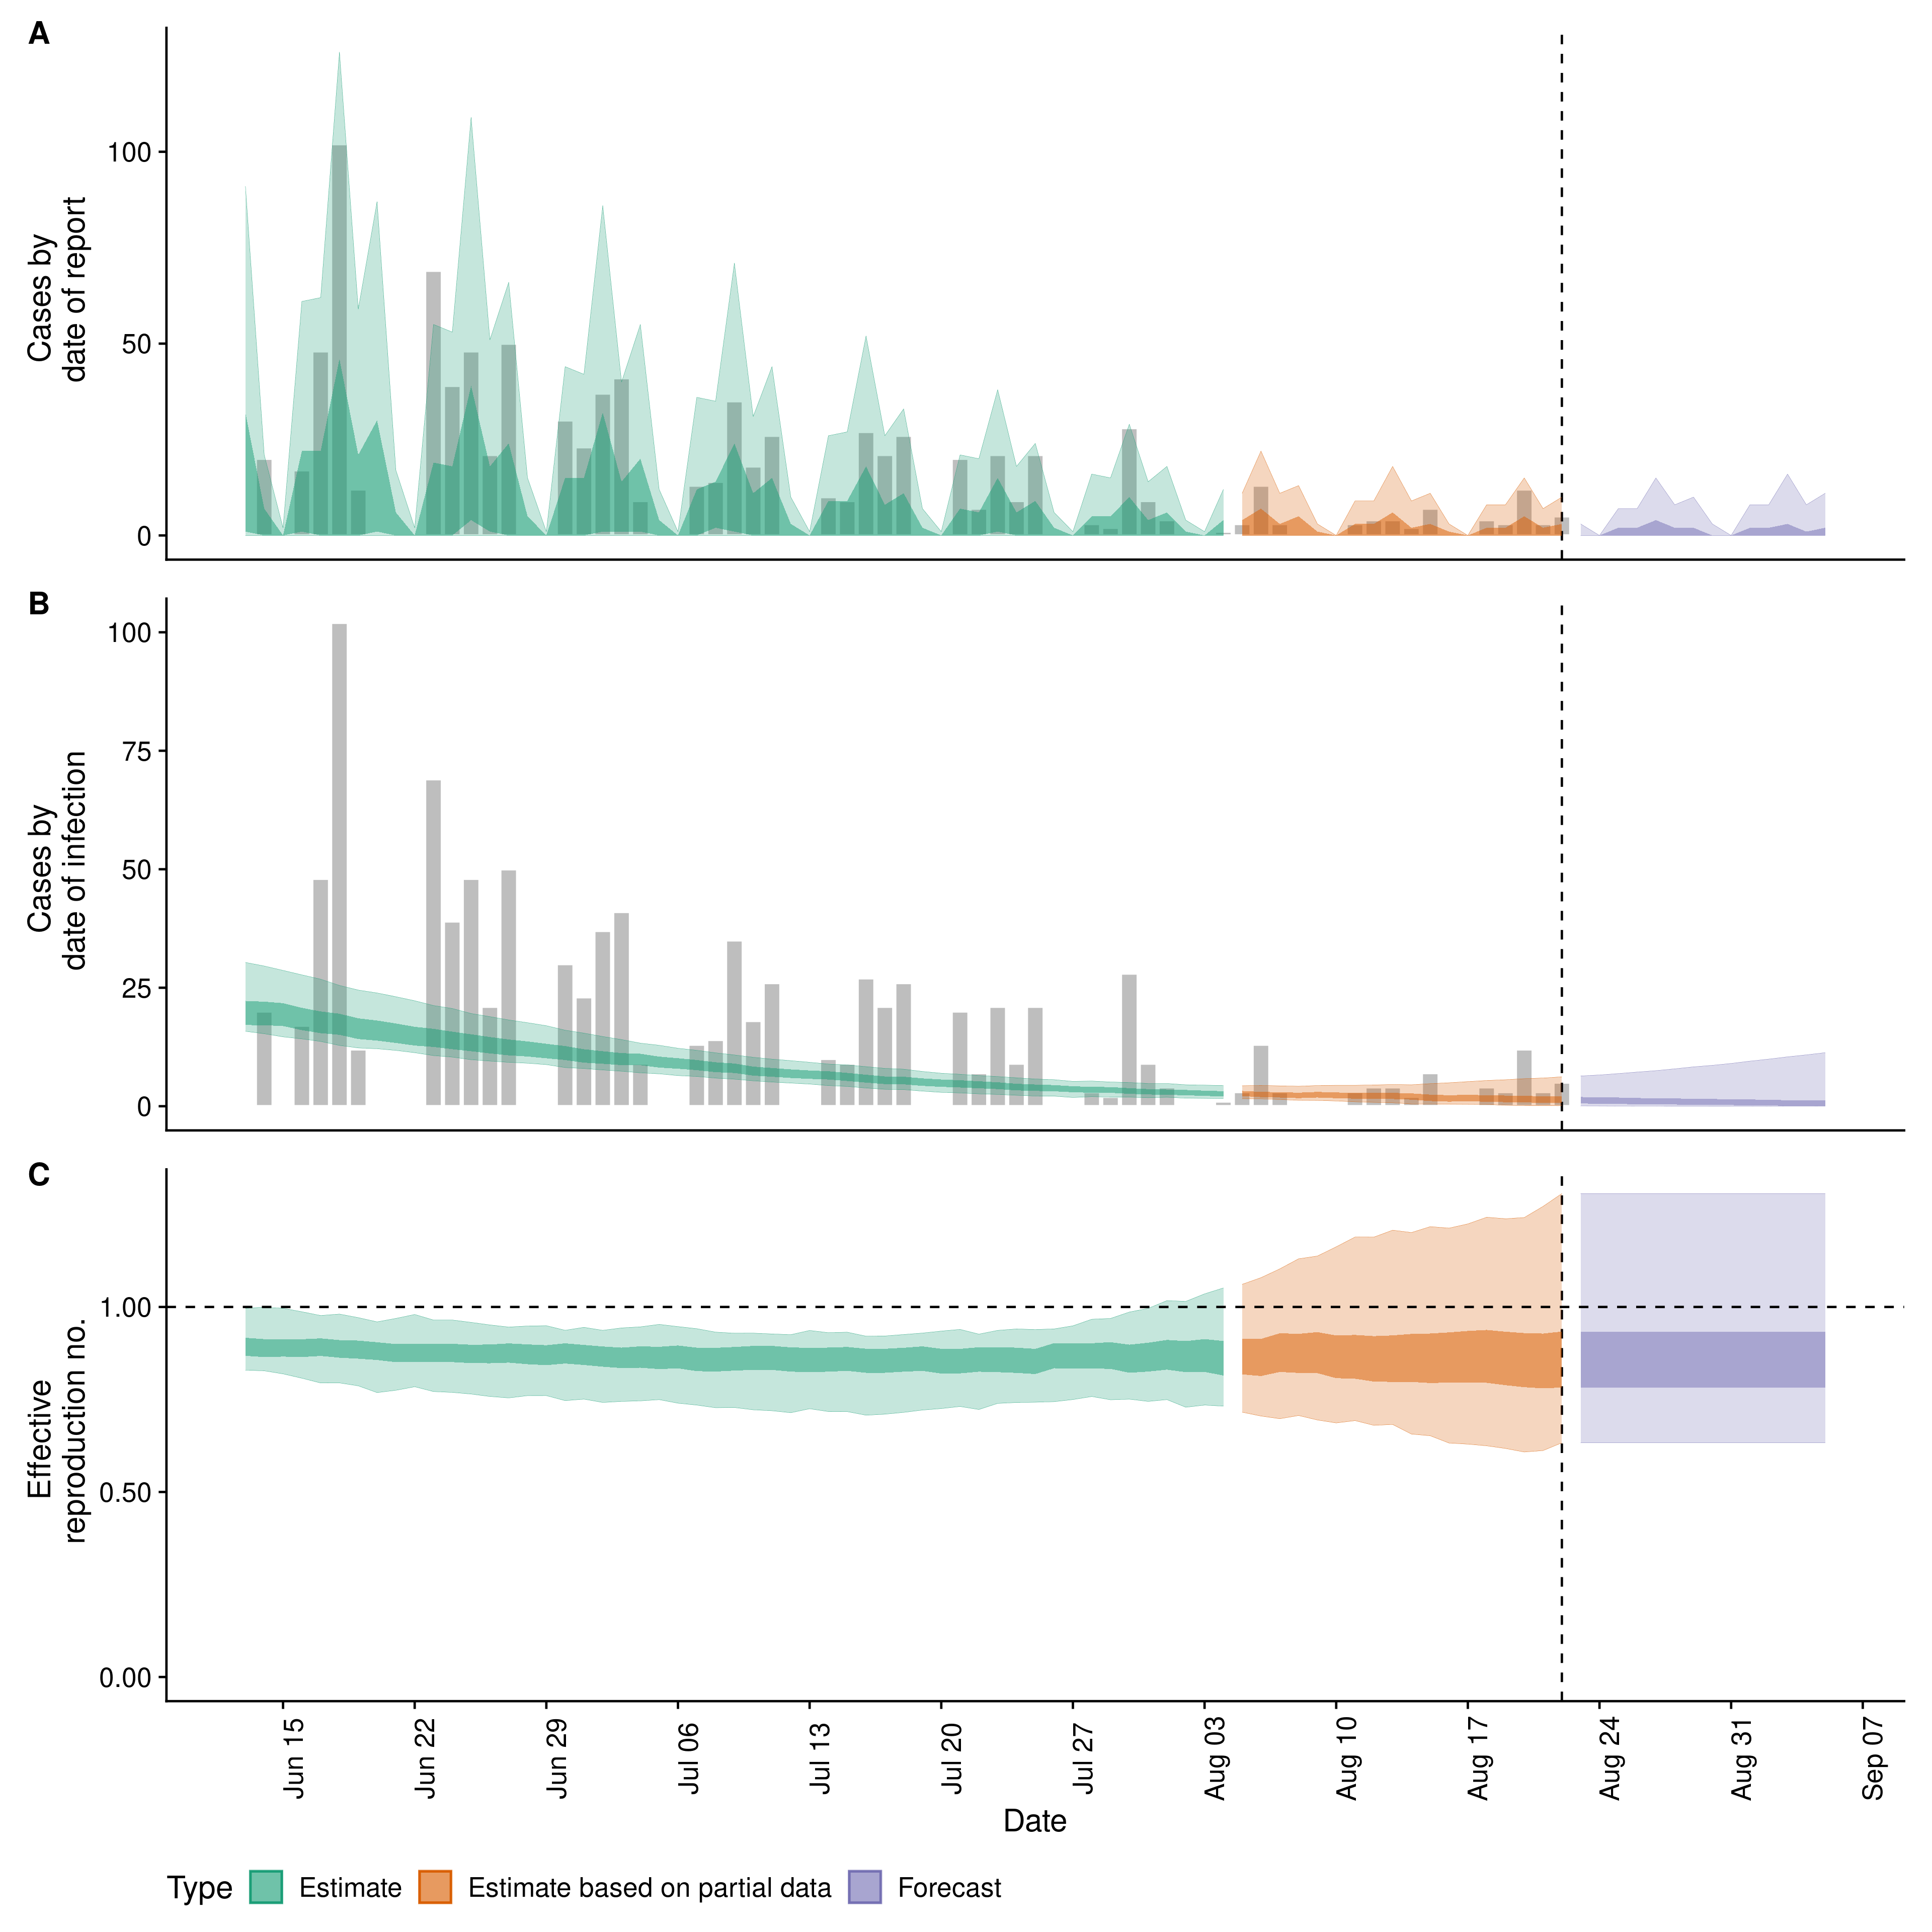 A
Cases by
date of report
100
50
0
B
Cases by
date of infection
100
75
50
25
0
C
Effective
reproduction no.
1.00
0.50
0.00
Jun 15
Jun 22
Jun 29
Jul 06
Jul 13
Jul 20
Jul 27
Aug 03
Aug 10
Aug 17
Aug 24
Aug 31
Sep 07
Date
Type Estimate Estimate based on partial data Forecast